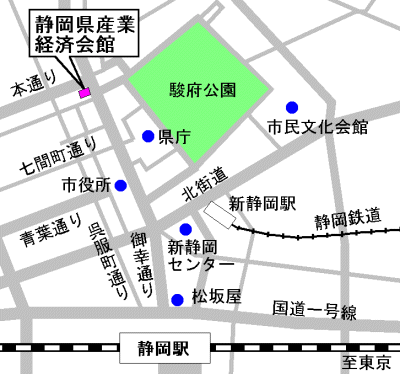 静岡県産業
経済会館
本通り
駿府公園
市民文化会館
県庁
七間町通り
市役所
北街道
新静岡駅
静岡鉄道
青葉通り
呉服町通り
御幸通り
新静岡
センター
松坂屋
国道一号線
静岡駅
至東京